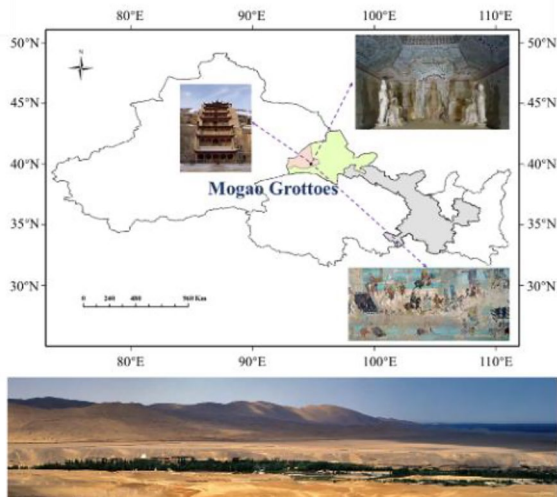 80°E 90°E 100°E 110°E
50°N 50°N
45°N 45°N
40°N 40°N
Mogao Grottoes
35°N 35°N
30°N 30°N
N
0 240 480 960 Km
80°E 90°E 100°E 110°E